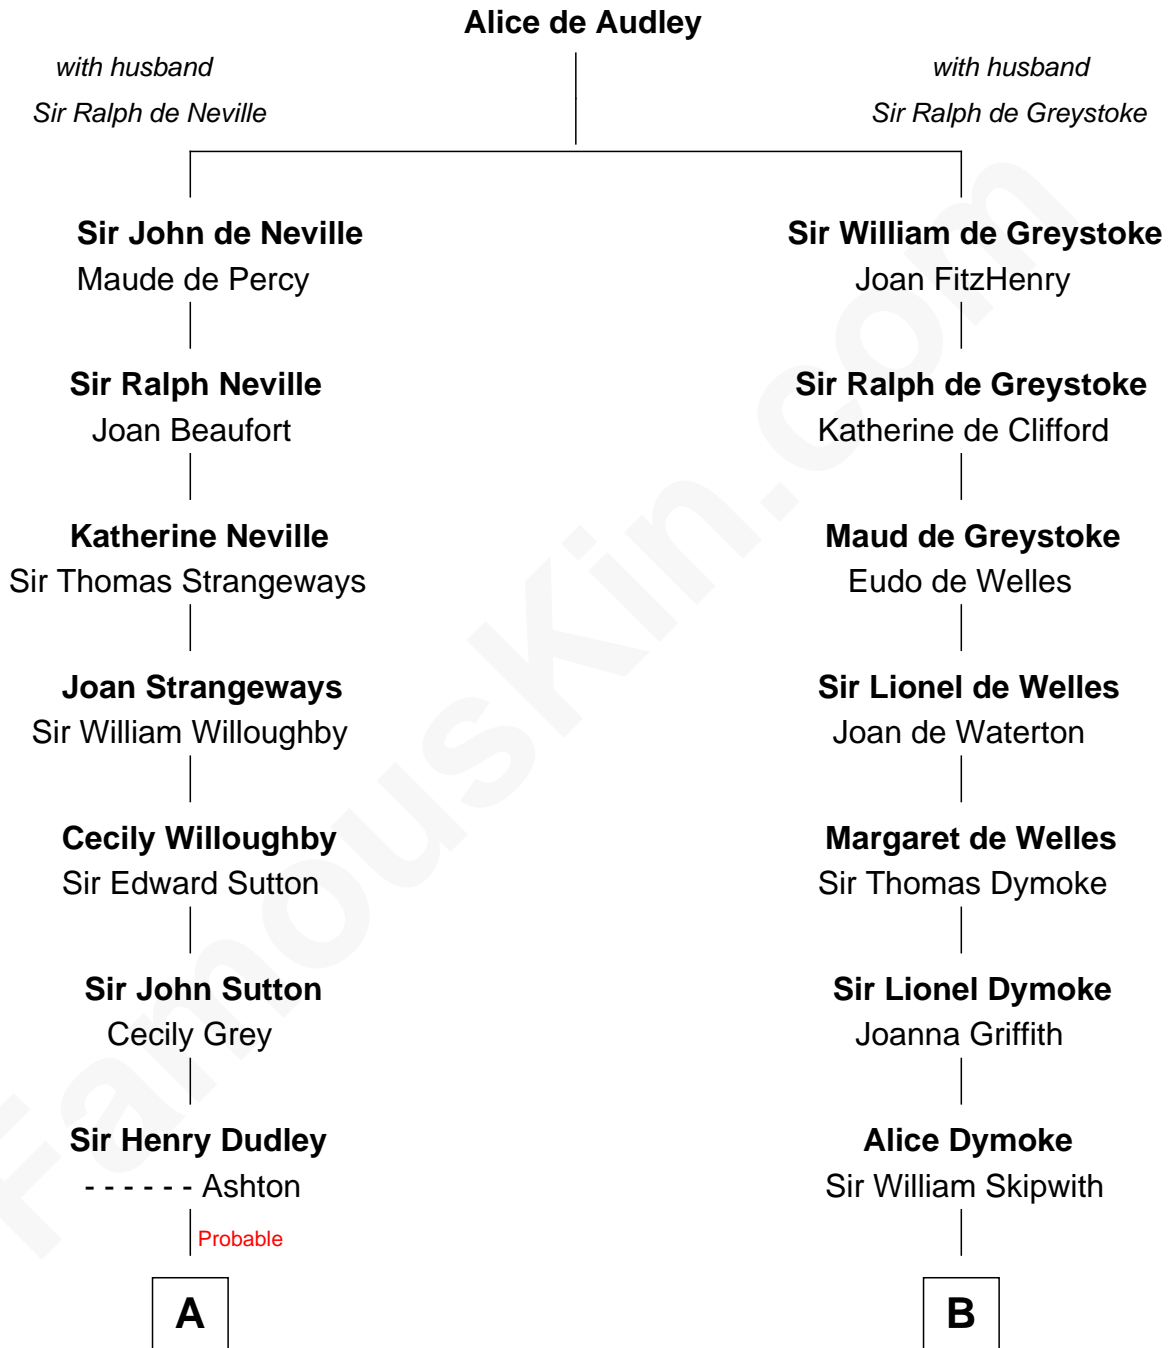 Alice de Audley
with husband
Sir Ralph de Neville
with husband
Sir Ralph de Greystoke
Sir John de Neville
Maude de Percy
Sir William de Greystoke
Joan FitzHenry
Sir Ralph Neville
Joan Beaufort
Sir Ralph de Greystoke
Katherine de Clifford
Katherine Neville
Sir Thomas Strangeways
Maud de Greystoke
Eudo de Welles
Joan Strangeways
Sir William Willoughby
Sir Lionel de Welles
Joan de Waterton
Cecily Willoughby
Sir Edward Sutton
Margaret de Welles
Sir Thomas Dymoke
Sir John Sutton
Cecily Grey
Sir Lionel Dymoke
Joanna Griffith
Sir Henry Dudley
- - - - - - Ashton
Probable
Alice Dymoke
Sir William Skipwith
A
B
FamousKin.com